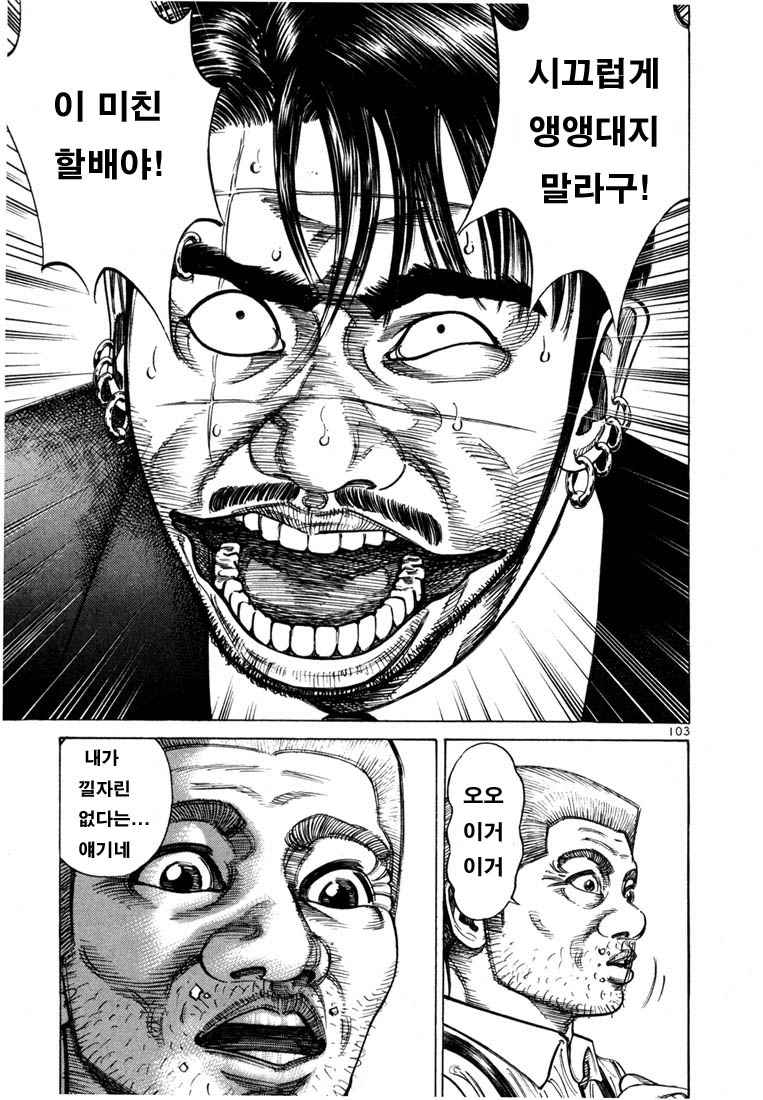 시끄럽게
앵앵대지
말라구!
이 미친
할배야!
103
오오
이거
이거
내가
낄자린
없다는...
얘기네